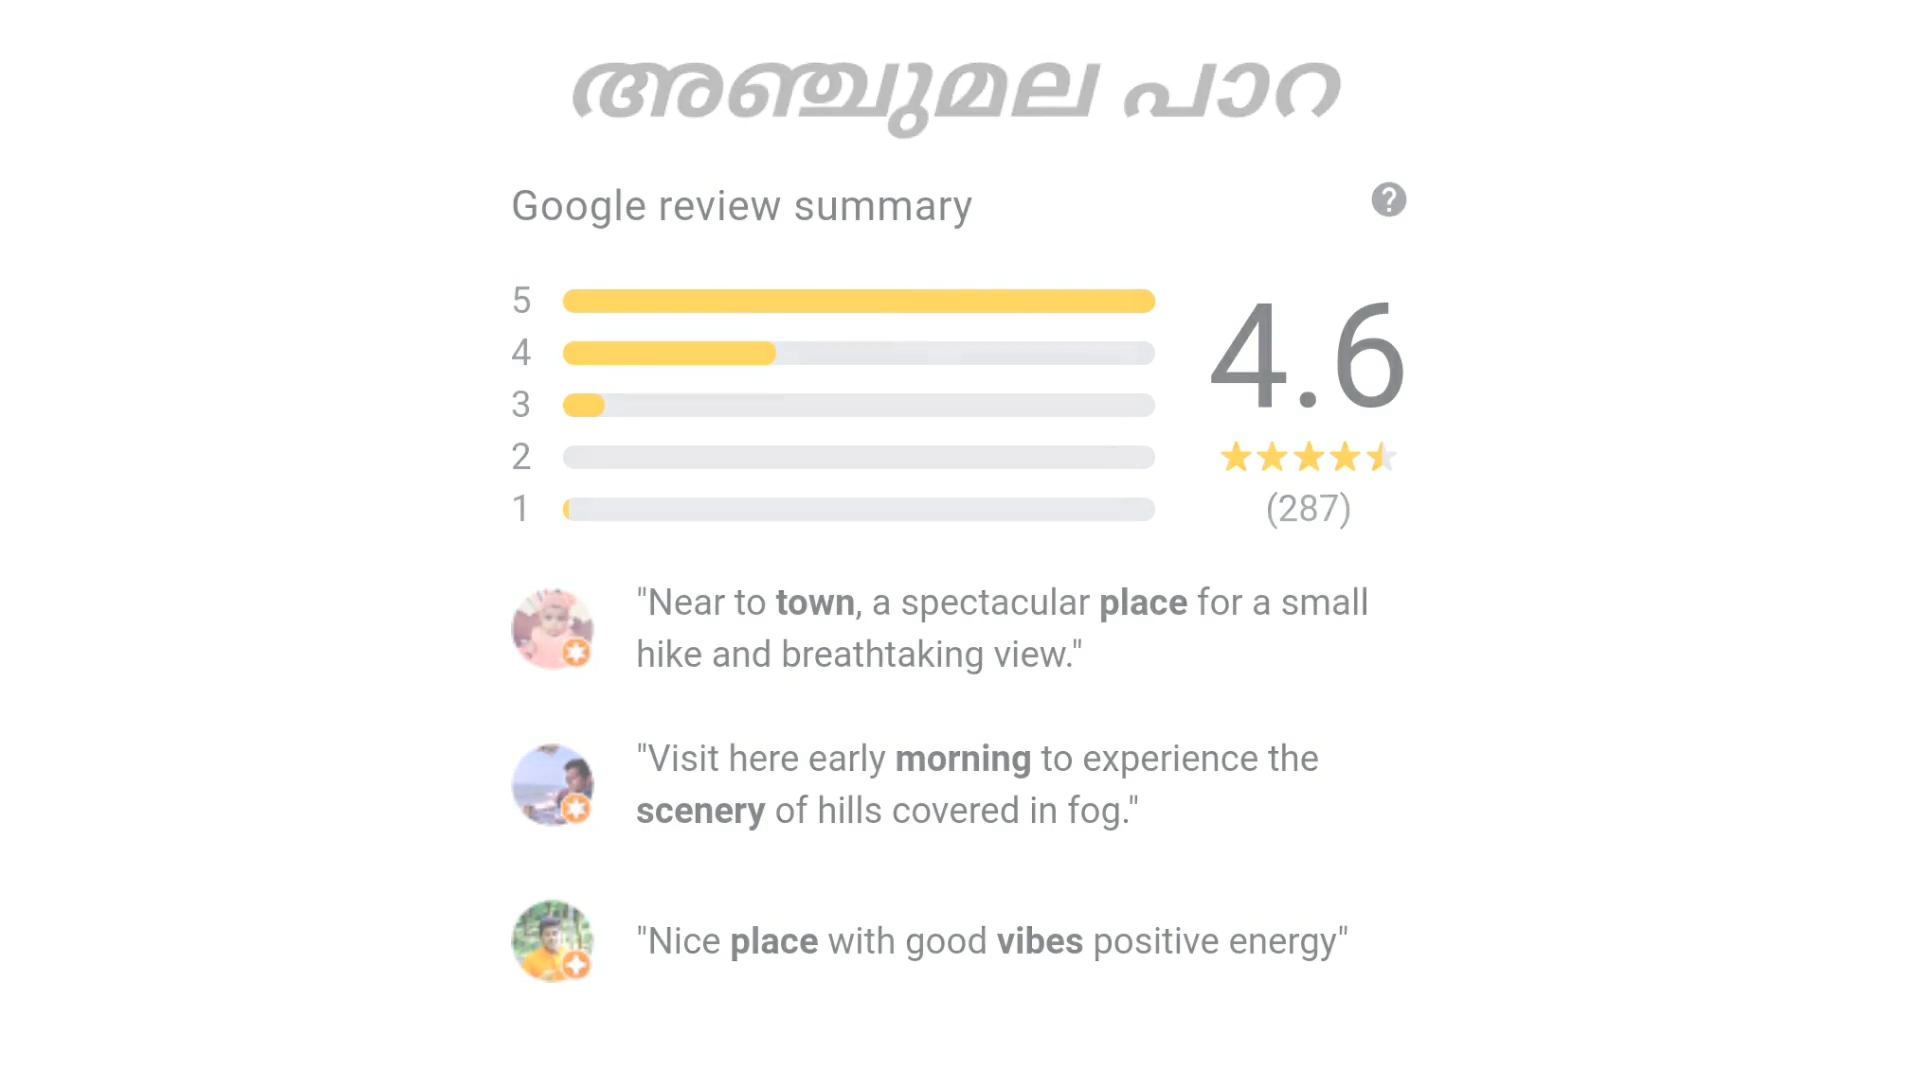 അഞ്ചുമല പാറ
Google review summary
5
4
3
2
1
4.6
(287)
"Near to town, a spectacular place for a small
hike and breathtaking view."
"Visit here early morning to experience the
scenery of hills covered in fog."
"Nice place with good vibes positive energy"